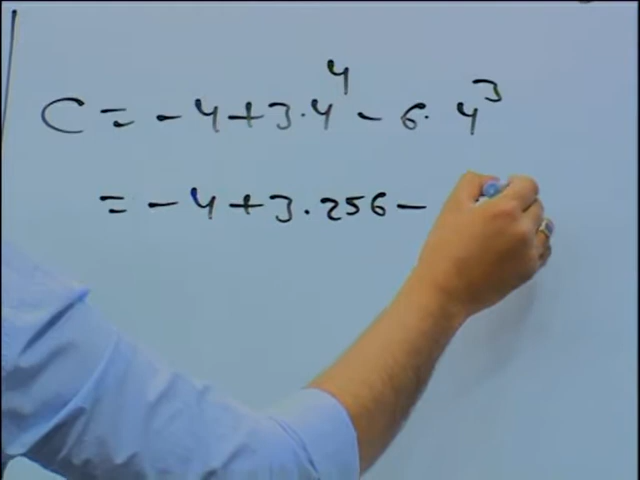 C = -4 + 3·4⁴ - 6·4³
= -4 + 3·256 -